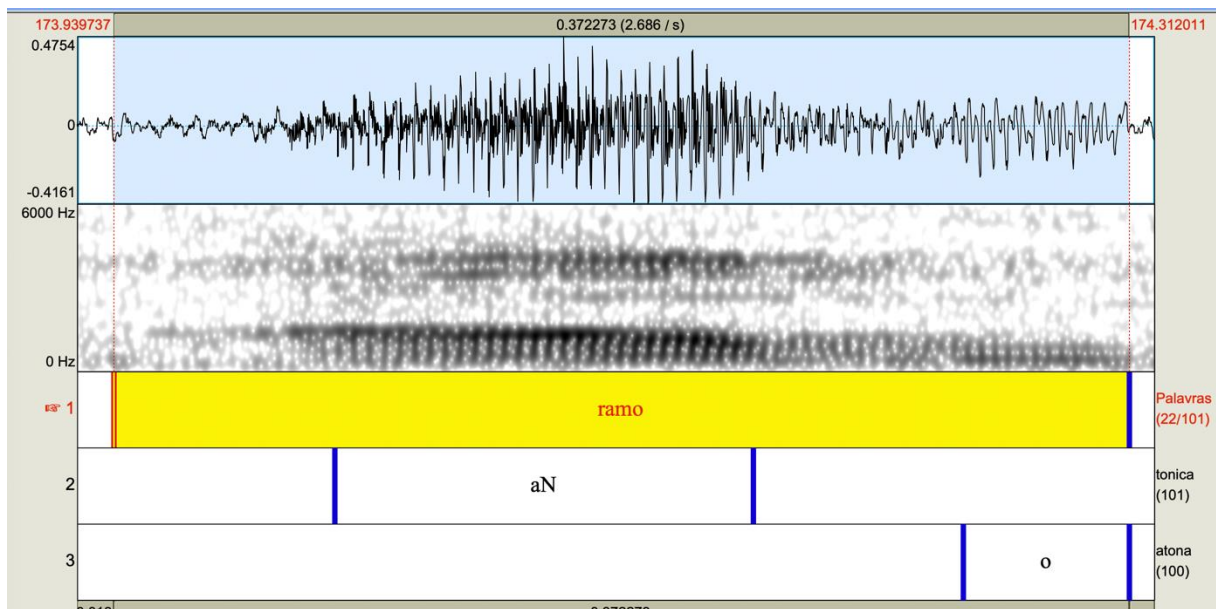 173.939737 0.372273 (2.686 / s) 174.312011
0.4754
0
-0.4161
6000 Hz
0 Hz
☞ 1 ramo Palavras
(22/101)
2 aN tonica
(101)
3 o atona
(100)